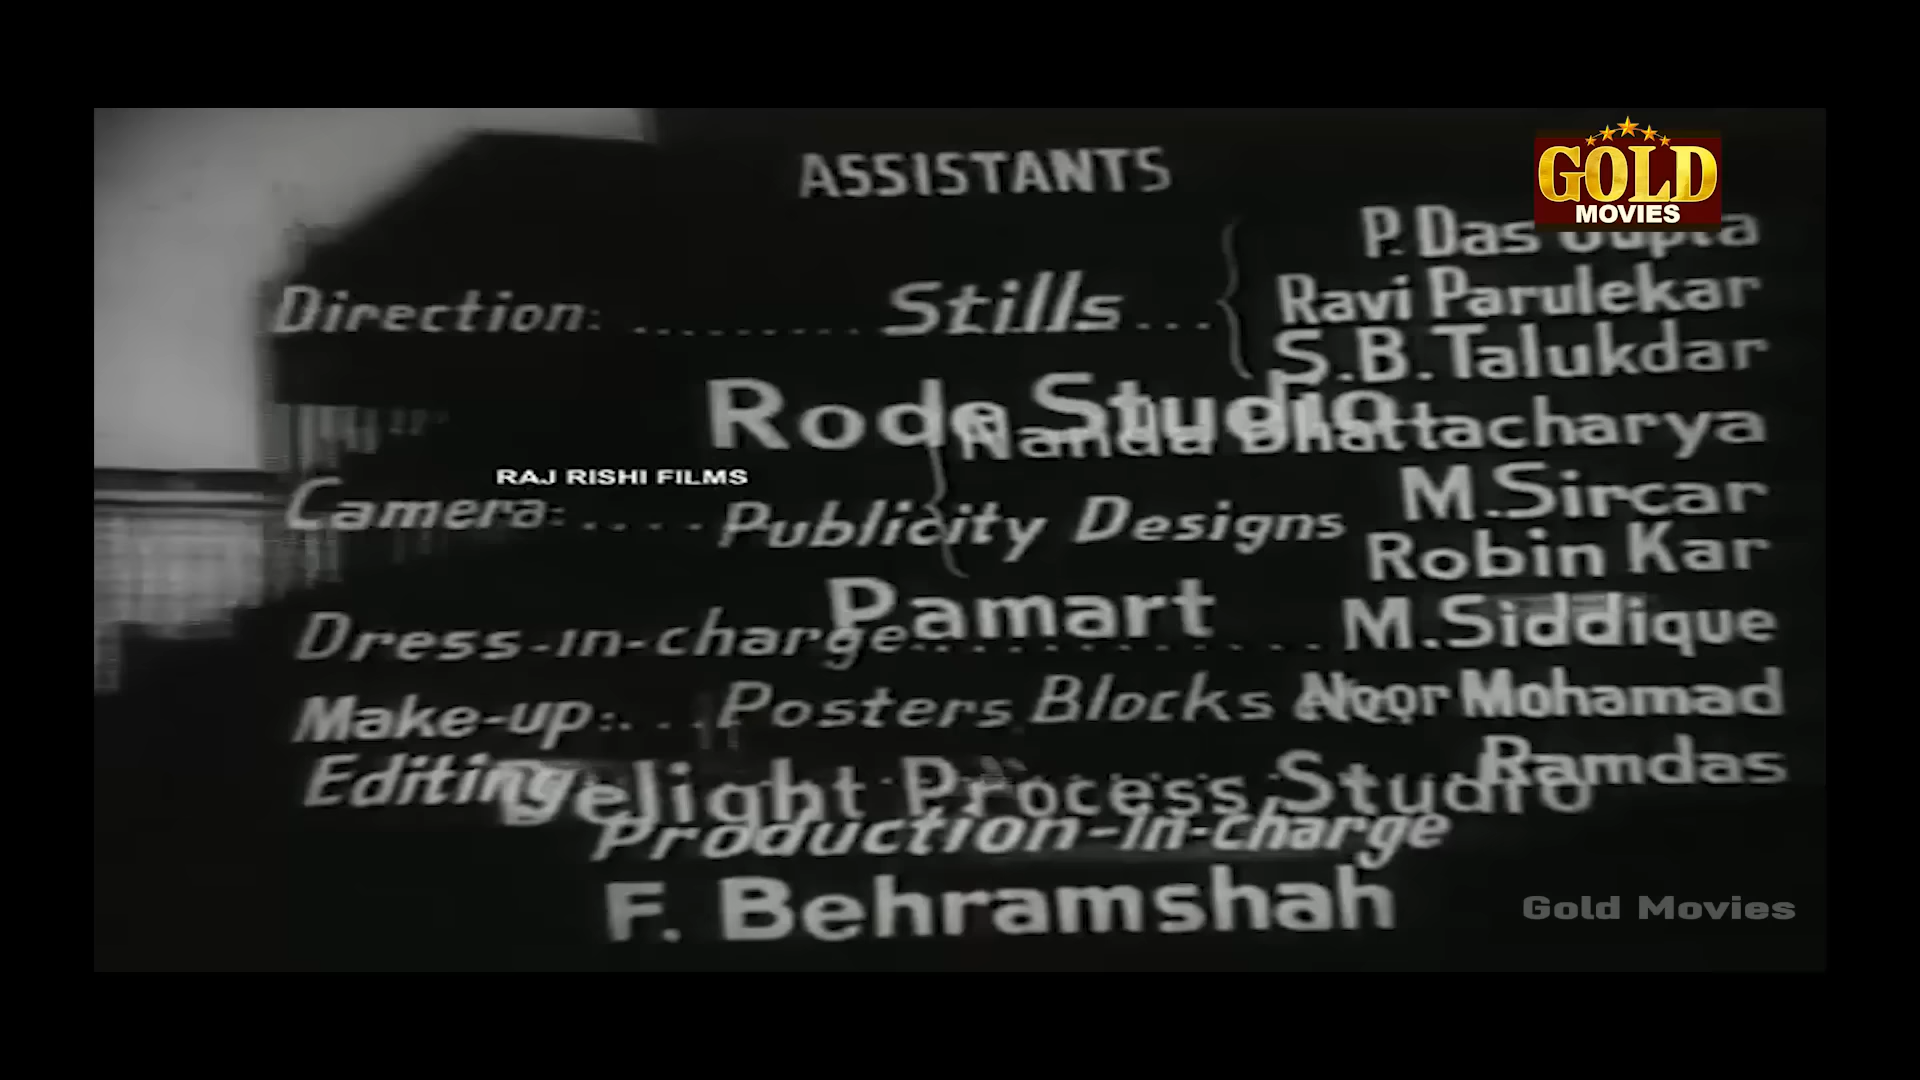 GOLD
MOVIES
ASSISTANTS
P. Das Gupta
Direction: ......... Stills ...
Ravi Parulekar
S.B. Talukdar
Rode Studio
Nanda Bhattacharya
RAJ RISHI FILMS
M. Sircar
Camera: ....
Publicity Designs
Robin Kar
Pamart
Dress-in-charge ............ M. Siddique
Make-up: ... Noor Mohamad
Posters Blocks
Editing
Ramdas
Delight Process Studio
Production-in-charge
F. Behramshah
Gold Movies